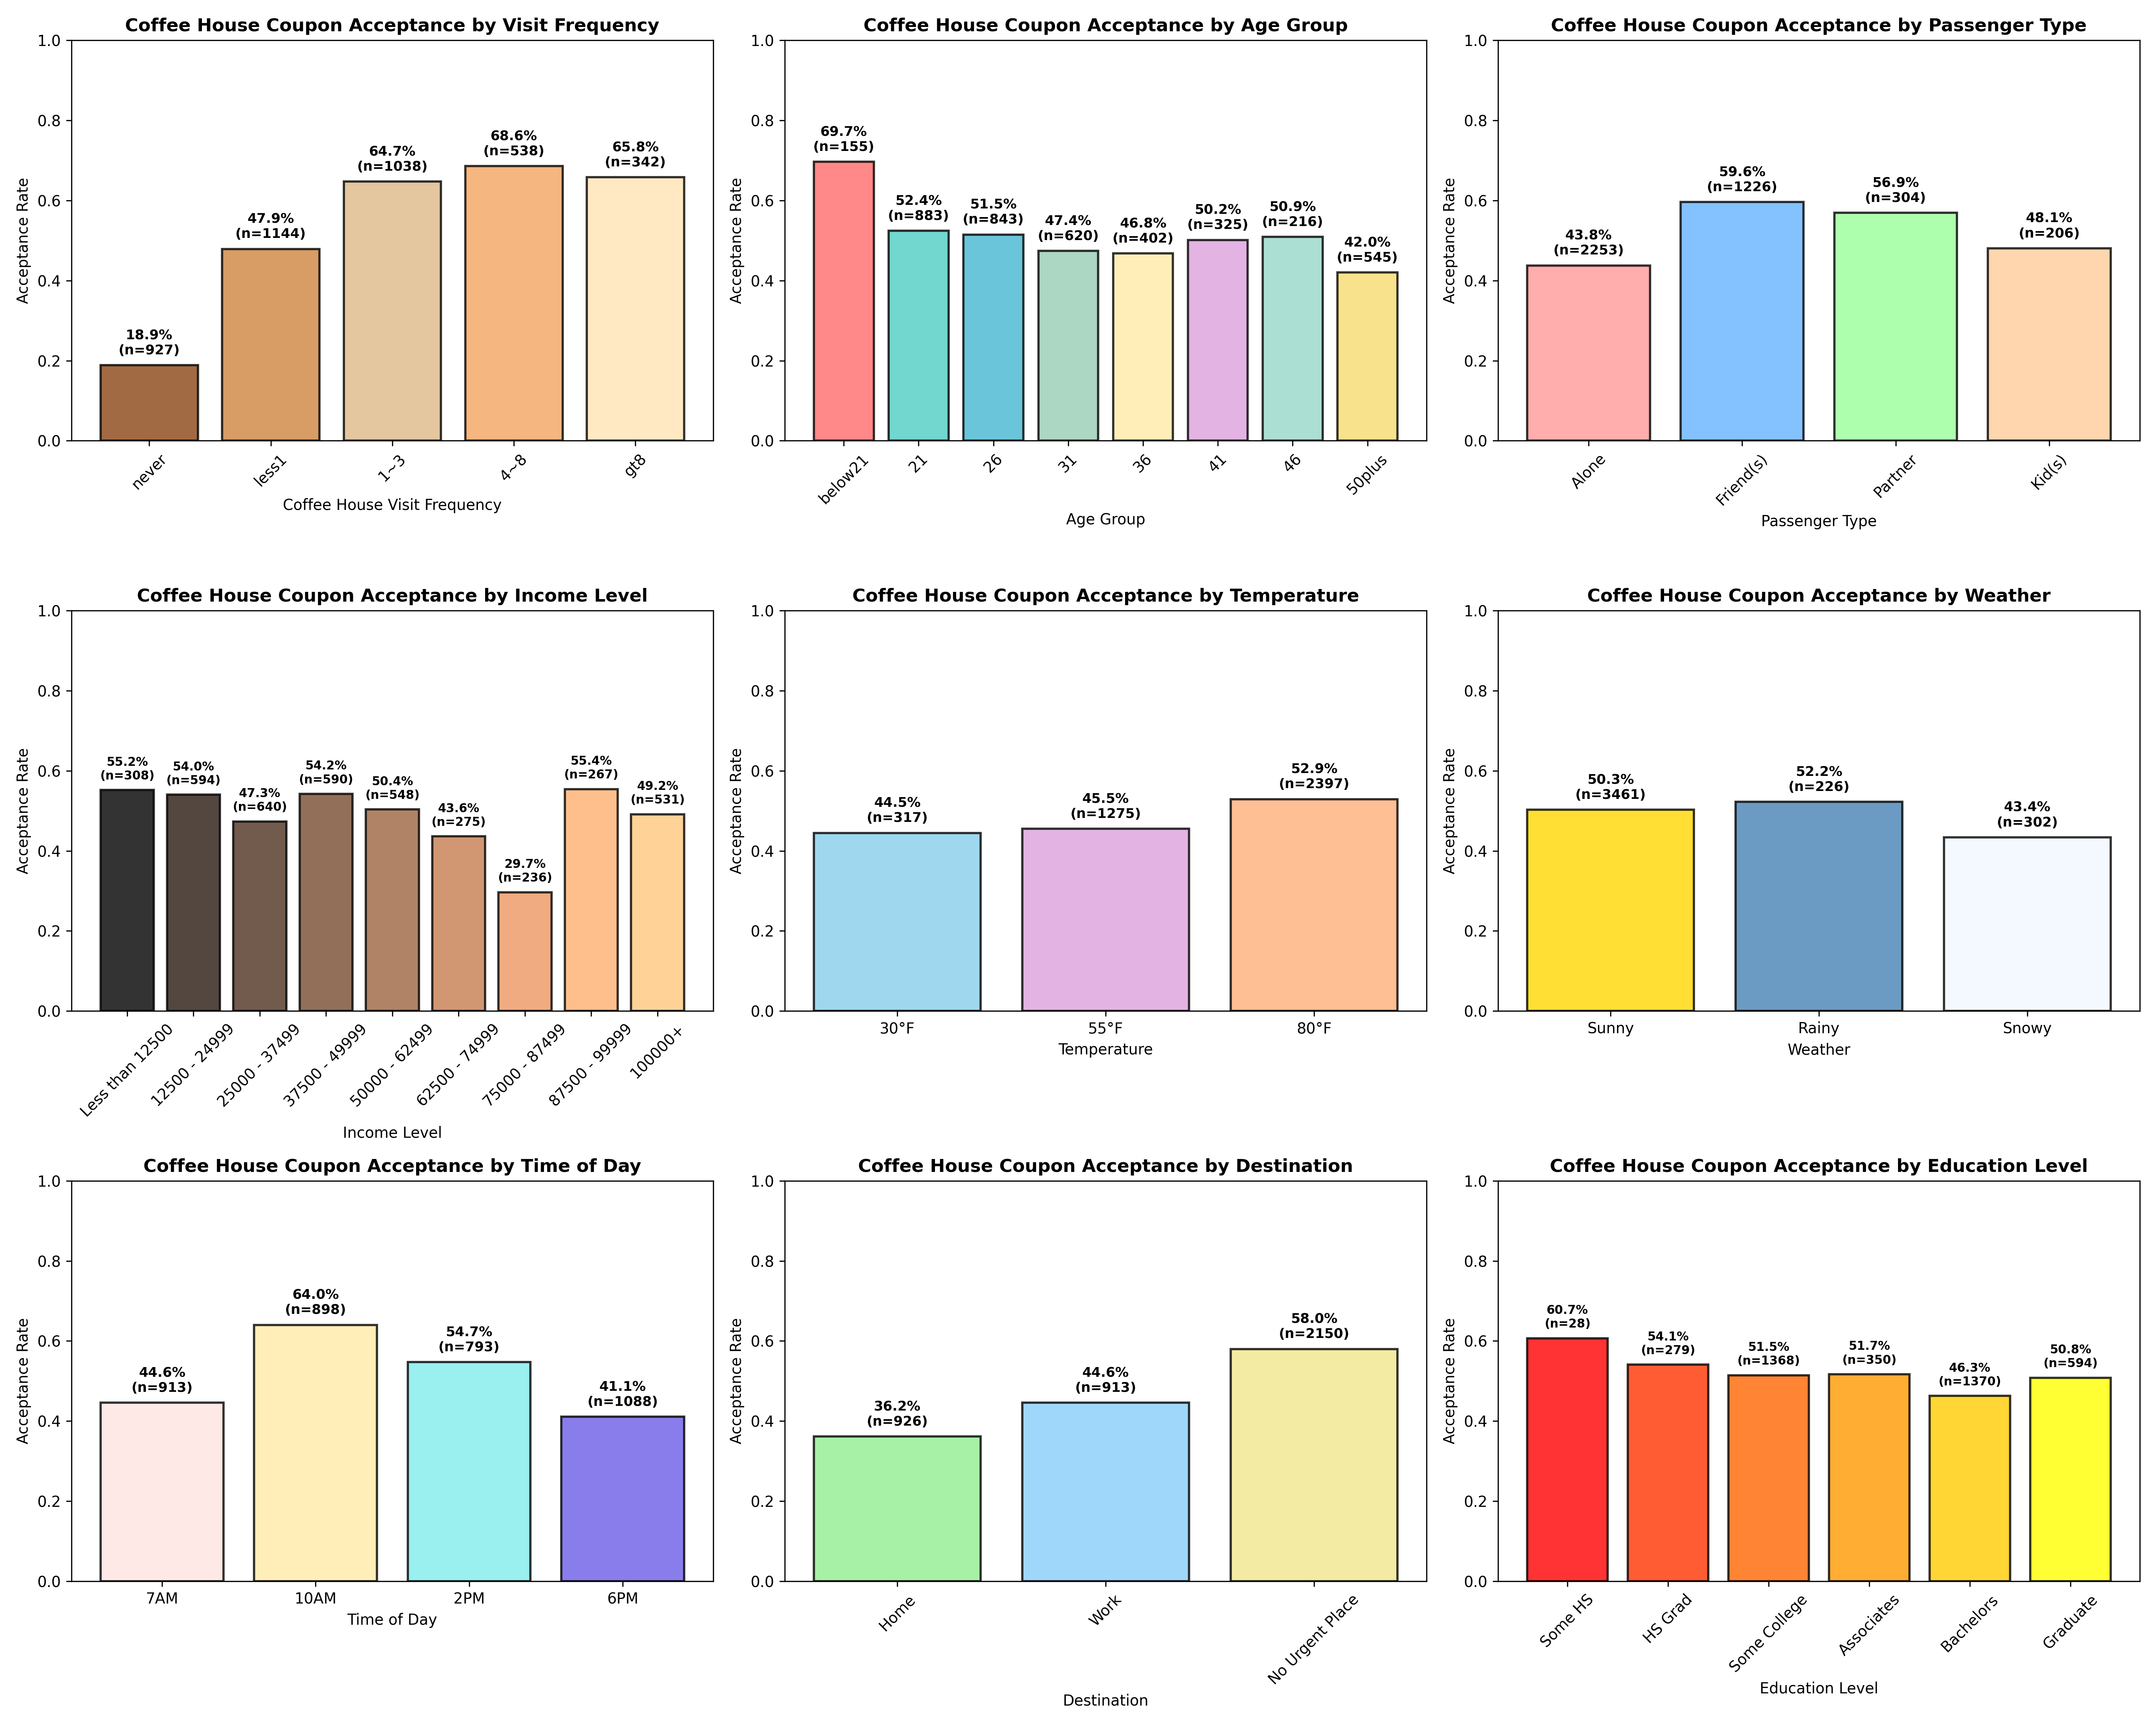 Coffee House Coupon Acceptance by Visit Frequency
Acceptance Rate
1.0
0.8
0.6
0.4
0.2
0.0
18.9%
(n=927)
47.9%
(n=1144)
64.7%
(n=1038)
68.6%
(n=538)
65.8%
(n=342)
never
less1
1~3
4~8
gt8
Coffee House Visit Frequency
Coffee House Coupon Acceptance by Age Group
Acceptance Rate
1.0
0.8
0.6
0.4
0.2
0.0
69.7%
(n=155)
52.4%
(n=883)
51.5%
(n=843)
47.4%
(n=620)
46.8%
(n=402)
50.2%
(n=325)
50.9%
(n=216)
42.0%
(n=545)
below21
21
26
31
36
41
46
50plus
Age Group
Coffee House Coupon Acceptance by Passenger Type
Acceptance Rate
1.0
0.8
0.6
0.4
0.2
0.0
43.8%
(n=2253)
59.6%
(n=1226)
56.9%
(n=304)
48.1%
(n=206)
Alone
Friend(s)
Partner
Kid(s)
Passenger Type
Coffee House Coupon Acceptance by Income Level
Acceptance Rate
1.0
0.8
0.6
0.4
0.2
0.0
55.2%
(n=308)
54.0%
(n=594)
47.3%
(n=640)
54.2%
(n=590)
50.4%
(n=548)
43.6%
(n=275)
29.7%
(n=236)
55.4%
(n=267)
49.2%
(n=531)
Less than 12500
12500 - 24999
25000 - 37499
37500 - 49999
50000 - 62499
62500 - 74999
75000 - 87499
87500 - 99999
100000+
Income Level
Coffee House Coupon Acceptance by Temperature
Acceptance Rate
1.0
0.8
0.6
0.4
0.2
0.0
44.5%
(n=317)
45.5%
(n=1275)
52.9%
(n=2397)
30°F
55°F
80°F
Temperature
Coffee House Coupon Acceptance by Weather
Acceptance Rate
1.0
0.8
0.6
0.4
0.2
0.0
50.3%
(n=3461)
52.2%
(n=226)
43.4%
(n=302)
Sunny
Rainy
Snowy
Weather
Coffee House Coupon Acceptance by Time of Day
Acceptance Rate
1.0
0.8
0.6
0.4
0.2
0.0
44.6%
(n=913)
64.0%
(n=898)
54.7%
(n=793)
41.1%
(n=1088)
7AM
10AM
2PM
6PM
Time of Day
Coffee House Coupon Acceptance by Destination
Acceptance Rate
1.0
0.8
0.6
0.4
0.2
0.0
36.2%
(n=926)
44.6%
(n=913)
58.0%
(n=2150)
Home
Work
No Urgent Place
Destination
Coffee House Coupon Acceptance by Education Level
Acceptance Rate
1.0
0.8
0.6
0.4
0.2
0.0
60.7%
(n=28)
54.1%
(n=279)
51.5%
(n=1368)
51.7%
(n=350)
46.3%
(n=1370)
50.8%
(n=594)
Some HS
HS Grad
Some College
Associates
Bachelors
Graduate
Education Level